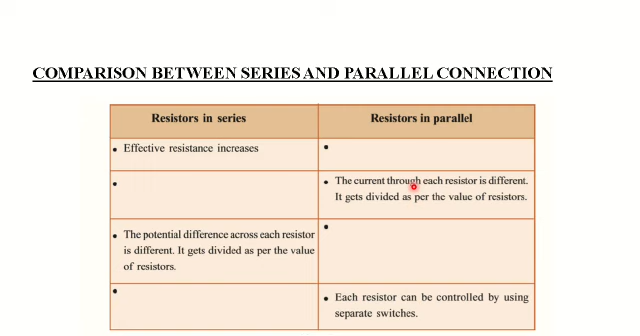 COMPARISON BETWEEN SERIES AND PARALLEL CONNECTION
Resistors in series
Resistors in parallel
• Effective resistance increases
•
•
• The current through each resistor is different.
It gets divided as per the value of resistors.
• The potential difference across each resistor
is different. It gets divided as per the value
of resistors.
•
•
• Each resistor can be controlled by using
separate switches.